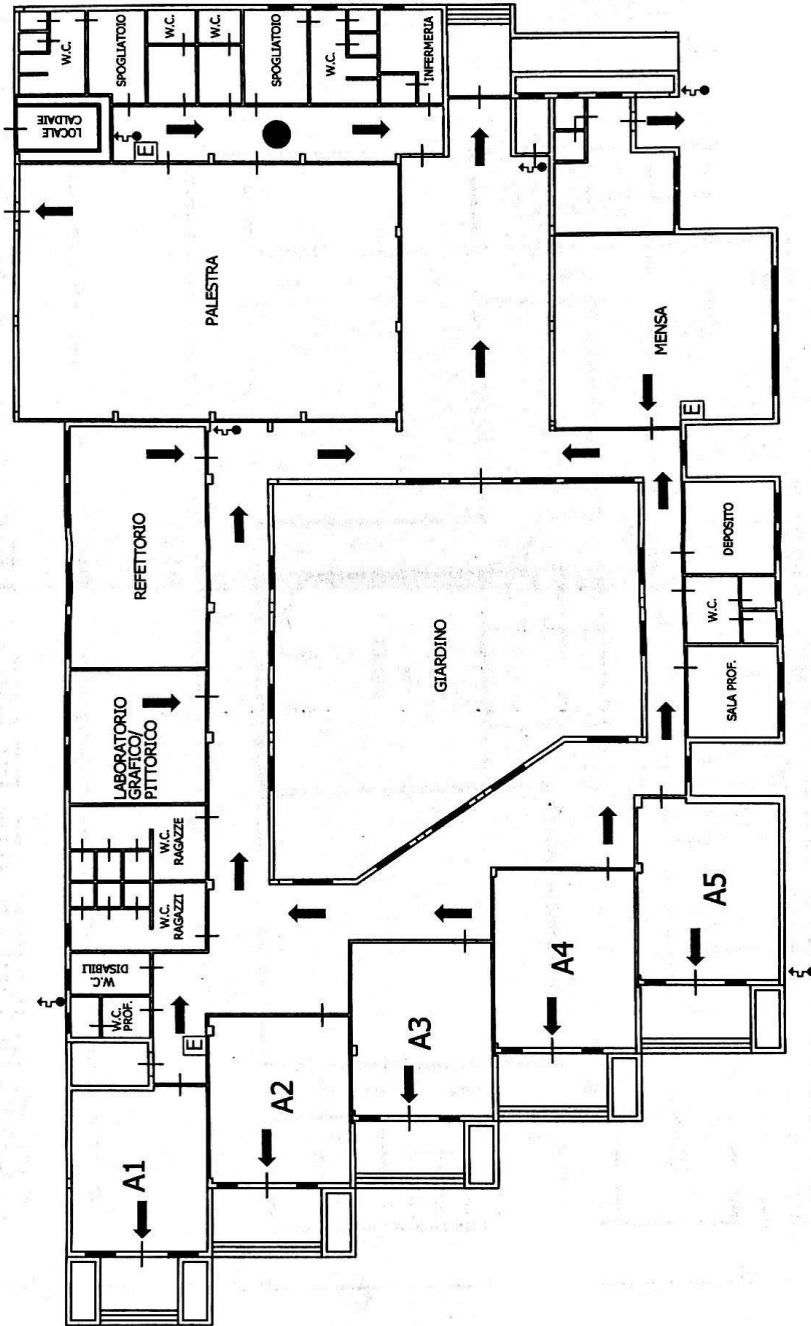 W.C.
SPOGLIATOIO
W.C.
W.C.
SPOGLIATOIO
W.C.
INFERMERIA
LOCALE
CALDAIE
E
PALESTRA
MENSA
E
REFETTORIO
LABORATORIO
GRAFICO/
PITTORICO
W.C.
RAGAZZE
W.C.
RAGAZZI
W.C.
DISABILI
W.C.
PROF.
E
GIARDINO
DEPOSITO
W.C.
SALA PROF.
A1
A2
A3
A4
A5